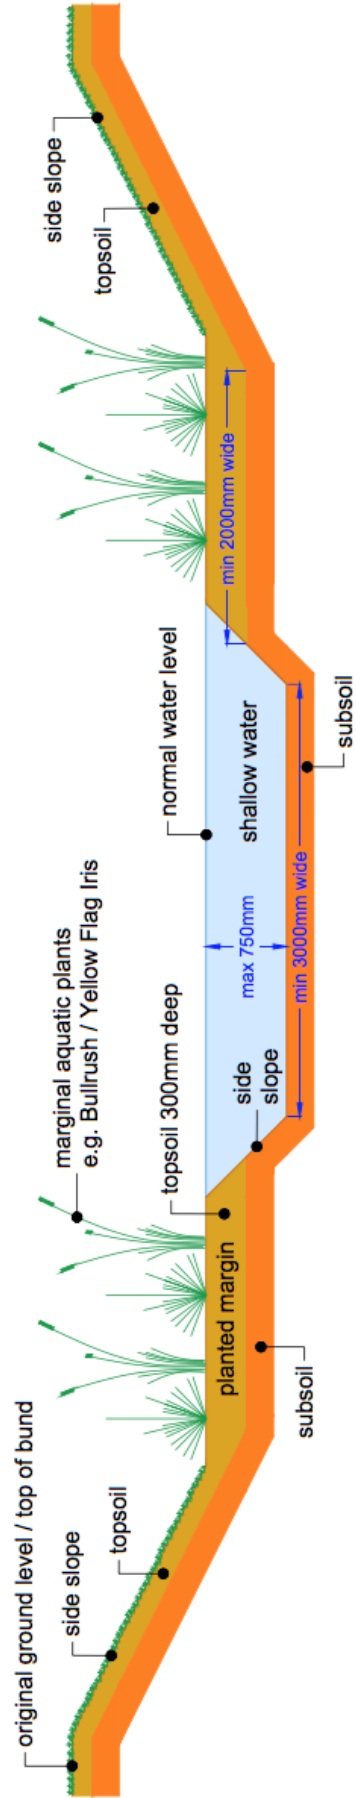 original ground level / top of bund
side slope
topsoil
marginal aquatic plants
e.g. Bullrush / Yellow Flag Iris
topsoil 300mm deep
planted margin
subsoil
side
slope
normal water level
max 750mm
shallow water
min 3000mm wide
subsoil
min 2000mm wide
topsoil
side slope